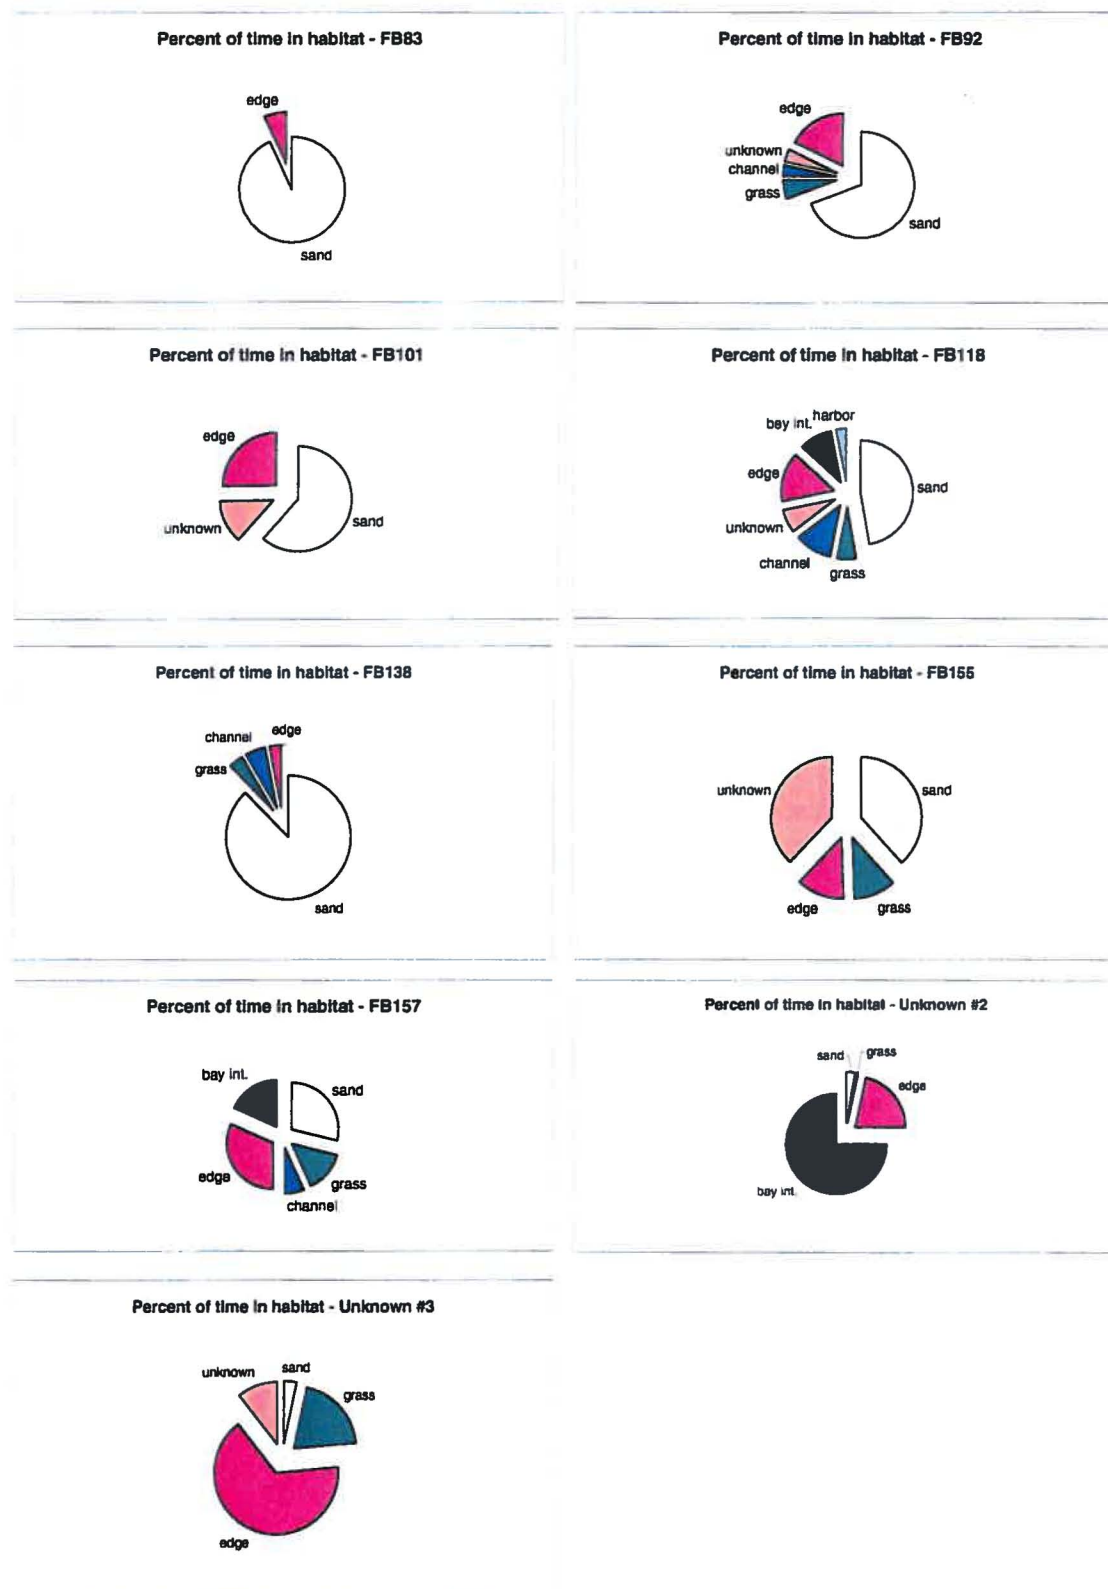 Percent of time in habitat - FB83
edge
sand
Percent of time in habitat - FB92
edge
unknown
channel
grass
sand
Percent of time in habitat - FB101
edge
unknown
sand
Percent of time in habitat - FB118
bay int. harbor
edge
sand
unknown
channel
grass
Percent of time in habitat - FB138
channel edge
grass
sand
Percent of time in habitat - FB155
unknown
sand
edge
grass
Percent of time in habitat - FB157
bay int.
sand
edge
grass
channel
Percent of time in habitat - Unknown #2
sand grass
edge
bay int.
Percent of time in habitat - Unknown #3
unknown sand
grass
edge